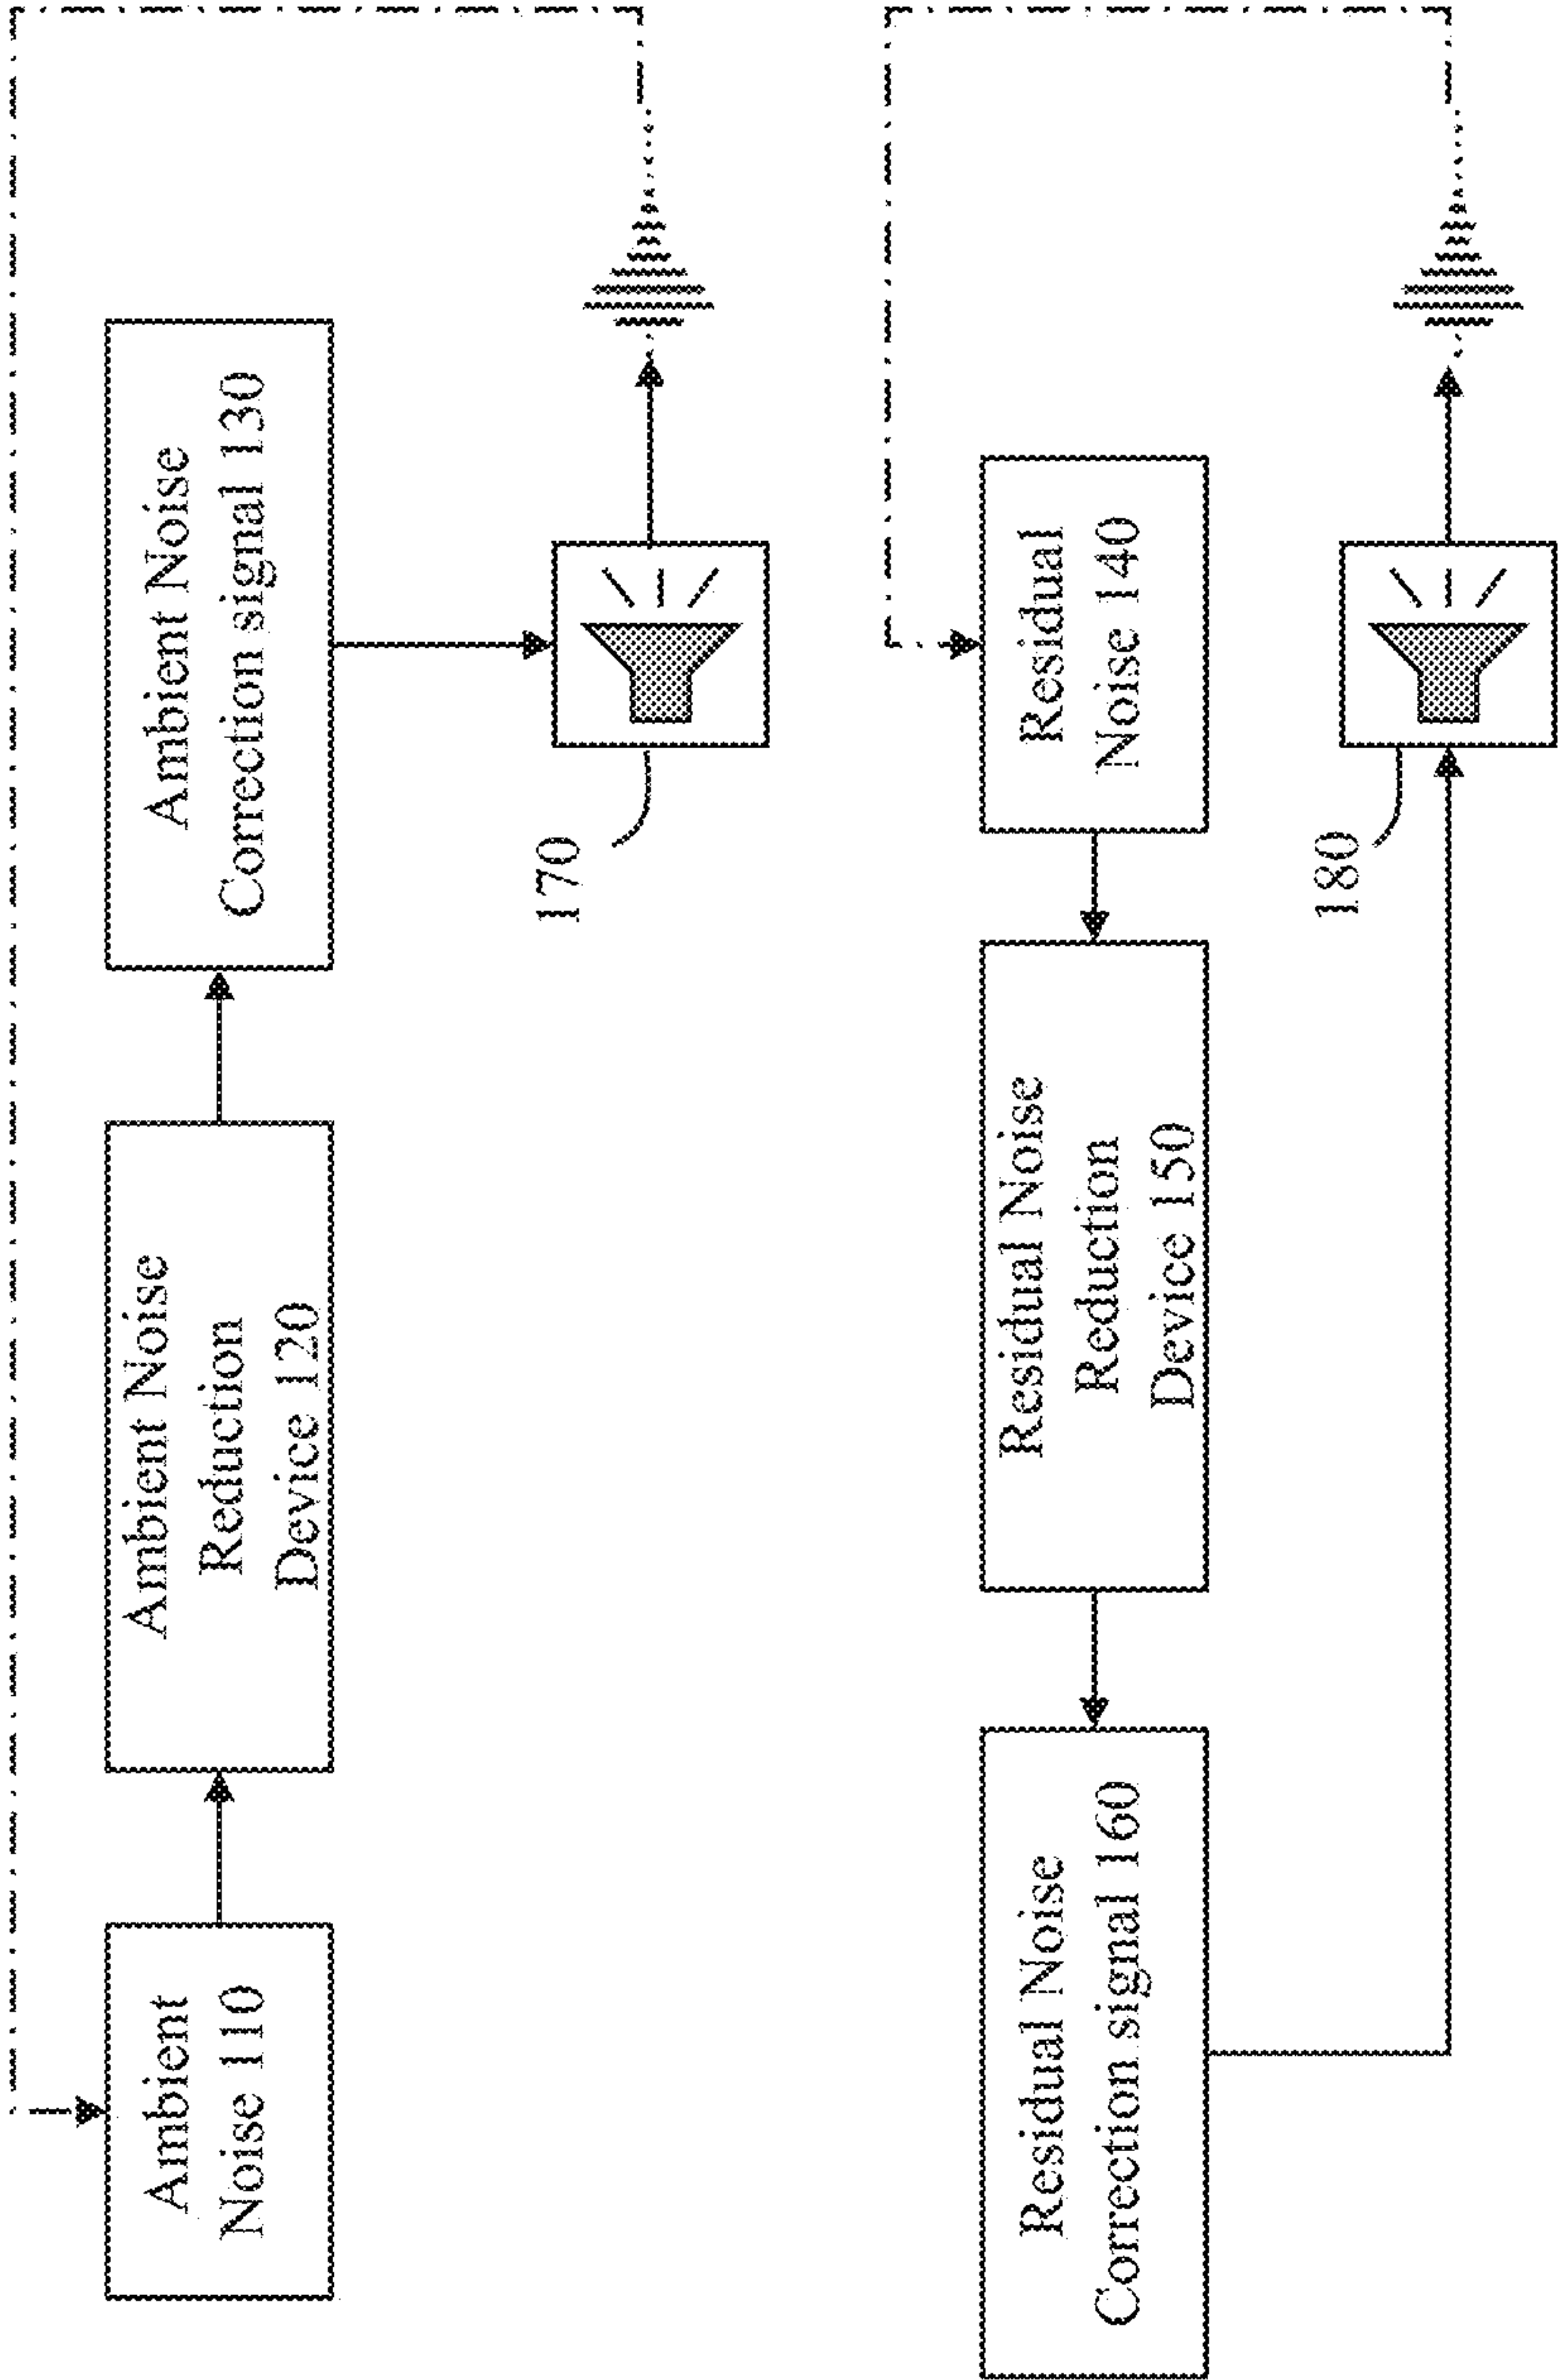 Ambient
Noise 110
Ambient Noise
Reduction
Device 120
Ambient Noise
Correction signal 130
170
Residual Noise
Correction signal 160
Residual Noise
Reduction
Device 150
Residual
Noise 140
180